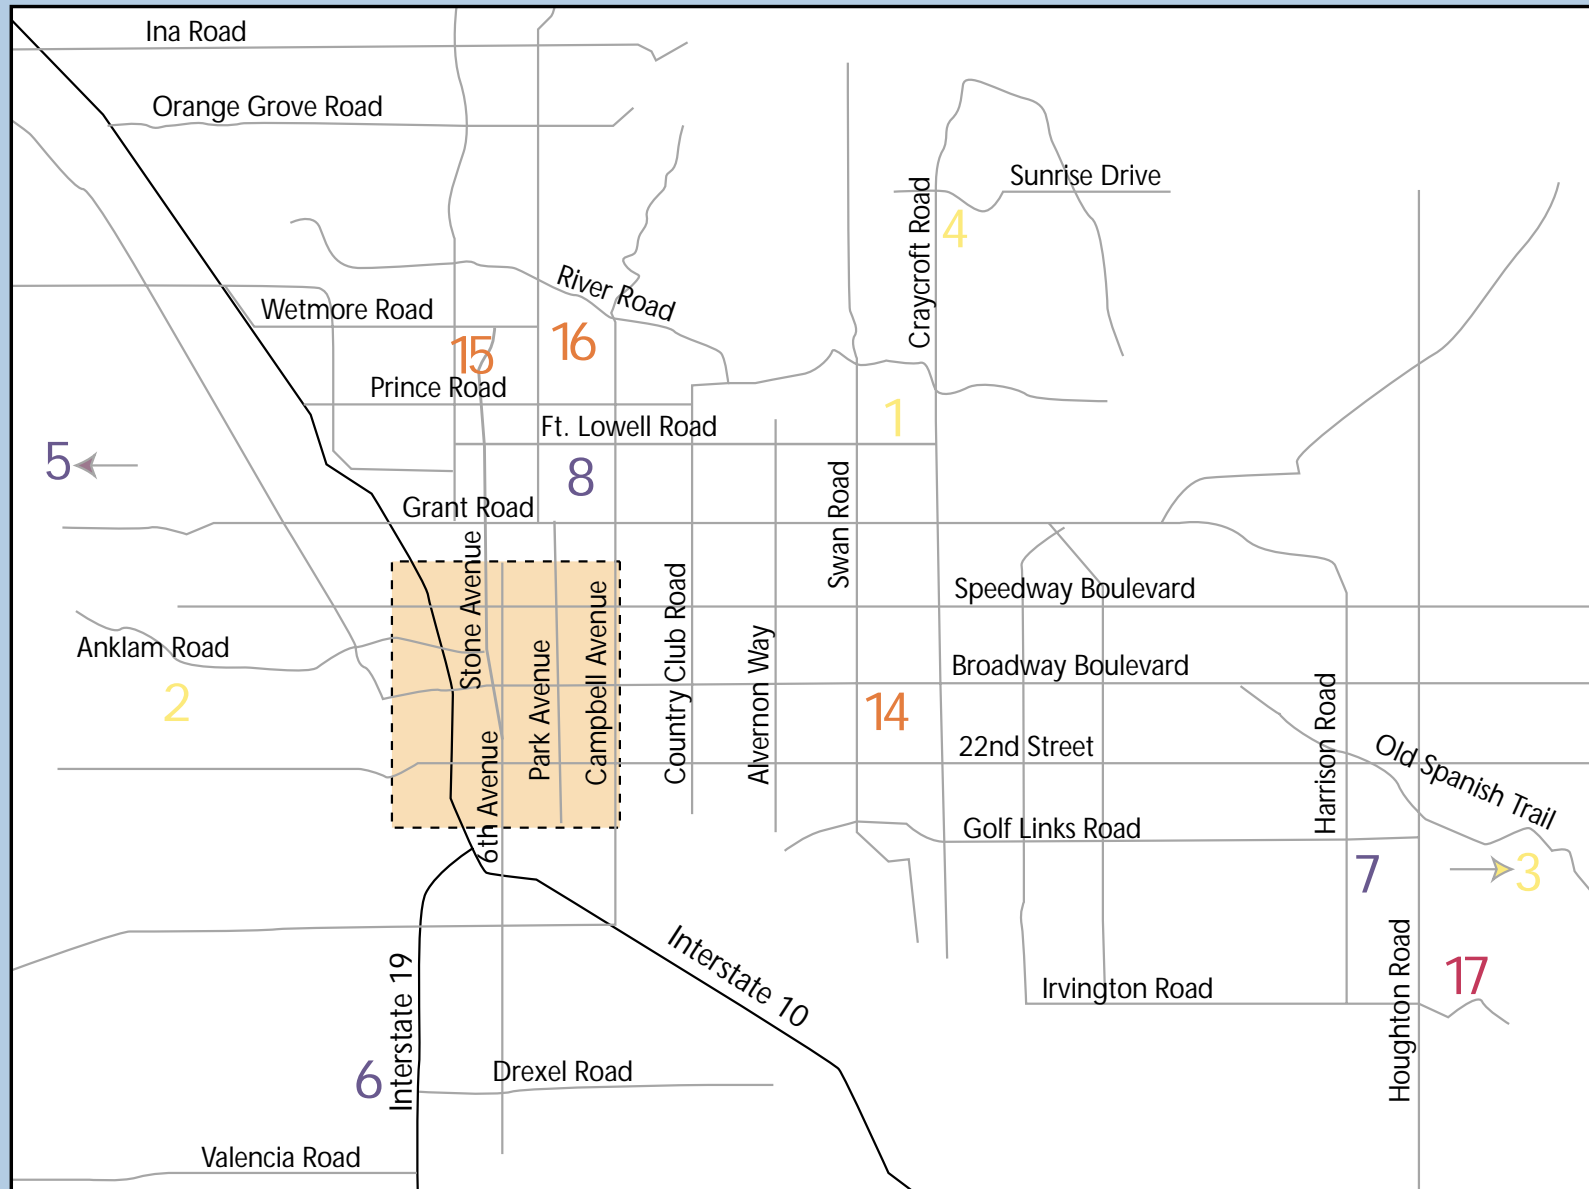 Ina Road
Orange Grove Road
Sunrise Drive
Craycroft Road
4
River Road
Wetmore Road
15
16
Prince Road
1
Ft. Lowell Road
5
8
Swan Road
Grant Road
Stone Avenue
Speedway Boulevard
Campbell Avenue
Country Club Road
Anklam Road
Park Avenue
Alvernon Way
Broadway Boulevard
2
14
Harrison Road
22nd Street
Old Spanish Trail
6th Avenue
Golf Links Road
7
3
Interstate 19
Interstate 10
Houghton Road
17
Irvington Road
6
Drexel Road
Valencia Road